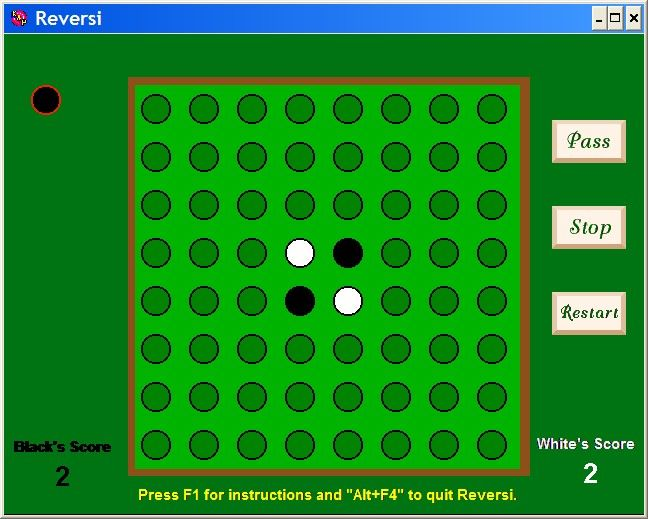 Reversi
Pass
Stop
Restart
Black's Score
2
White's Score
2
Press F1 for instructions and "Alt+F4" to quit Reversi.